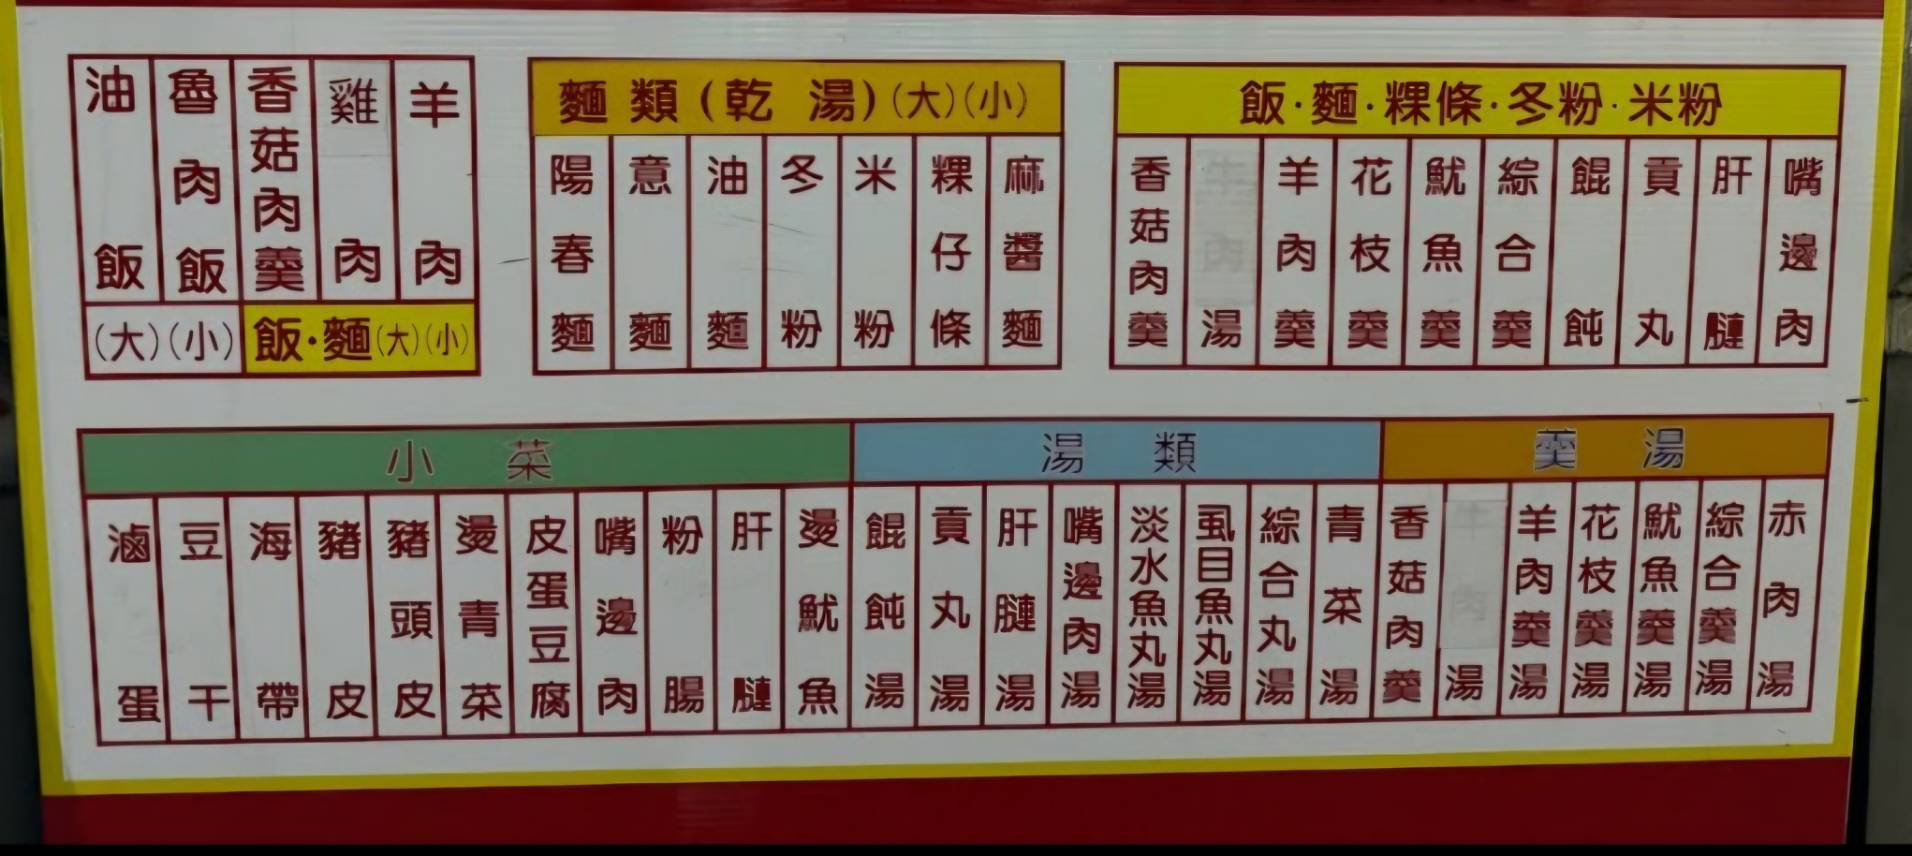 油飯
魯肉飯
香菇肉羹
雞肉
羊肉
(大)(小)
飯·麵(大)(小)
麵類(乾湯)(大)(小)
陽春麵
意麵
油麵
冬粉
米粉
粿仔條
麻醬麵
飯·麵·粿條·冬粉·米粉
香菇肉羹
牛肉湯
羊肉羹
花枝羹
魷魚羹
綜合羹
餛飩
貢丸
肝腱
嘴邊肉
小菜
滷蛋
豆干
海帶
豬皮
豬頭皮
燙青菜
皮蛋豆腐
嘴邊肉
粉腸
肝腱
燙魷魚
湯類
餛飩湯
貢丸湯
肝腱湯
嘴邊肉湯
淡水魚丸湯
虱目魚丸湯
綜合丸湯
青菜湯
羹湯
香菇肉羹
牛肉湯
羊肉羹湯
花枝羹湯
魷魚羹湯
綜合羹湯
赤肉湯